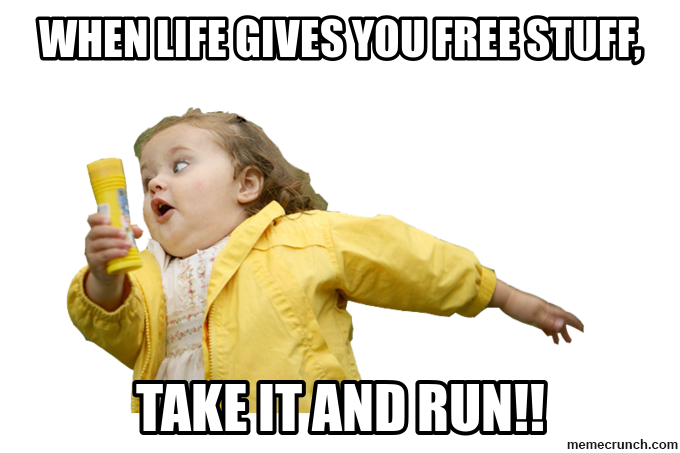 WHEN LIFE GIVES YOU FREE STUFF,
TAKE IT AND RUN!!
memecrunch.com